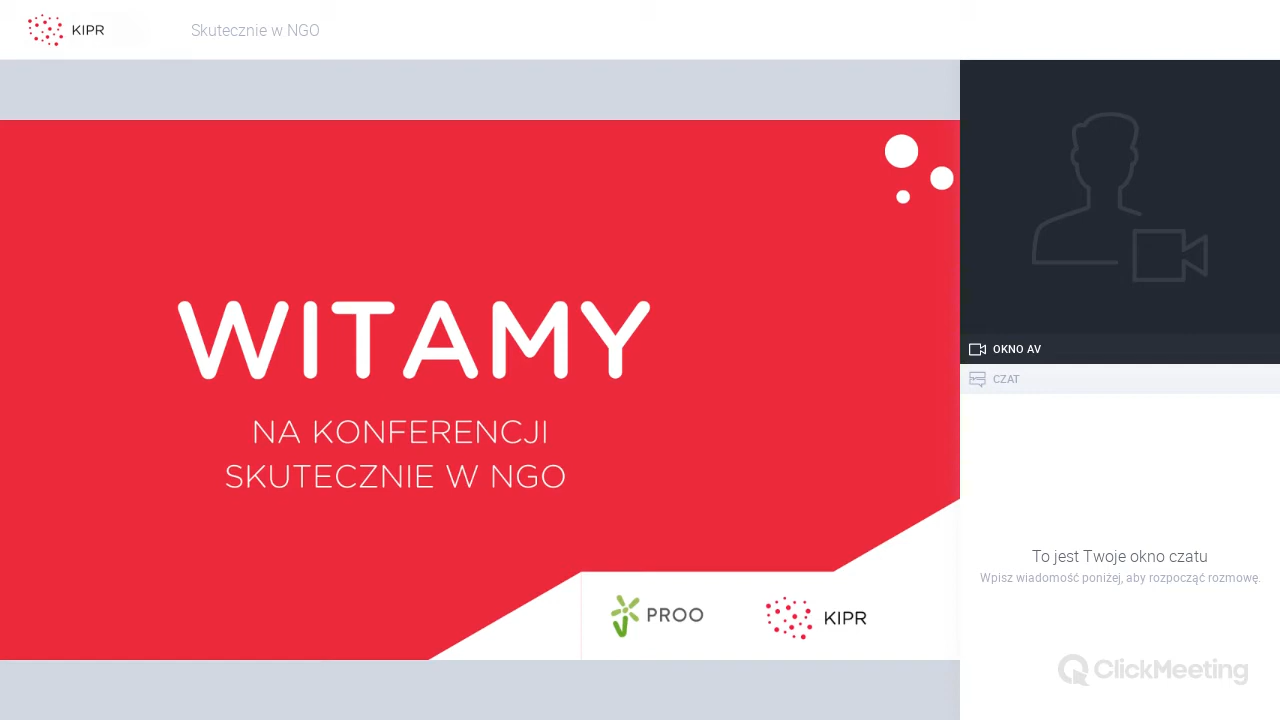 KIPR
Skutecznie w NGO
WITAMY
NA KONFERENCJI
SKUTECZNIE W NGO
PROO
KIPR
OKNO AV
CZAT
To jest Twoje okno czatu
Wpisz wiadomość poniżej, aby rozpocząć rozmowę.
ClickMeeting